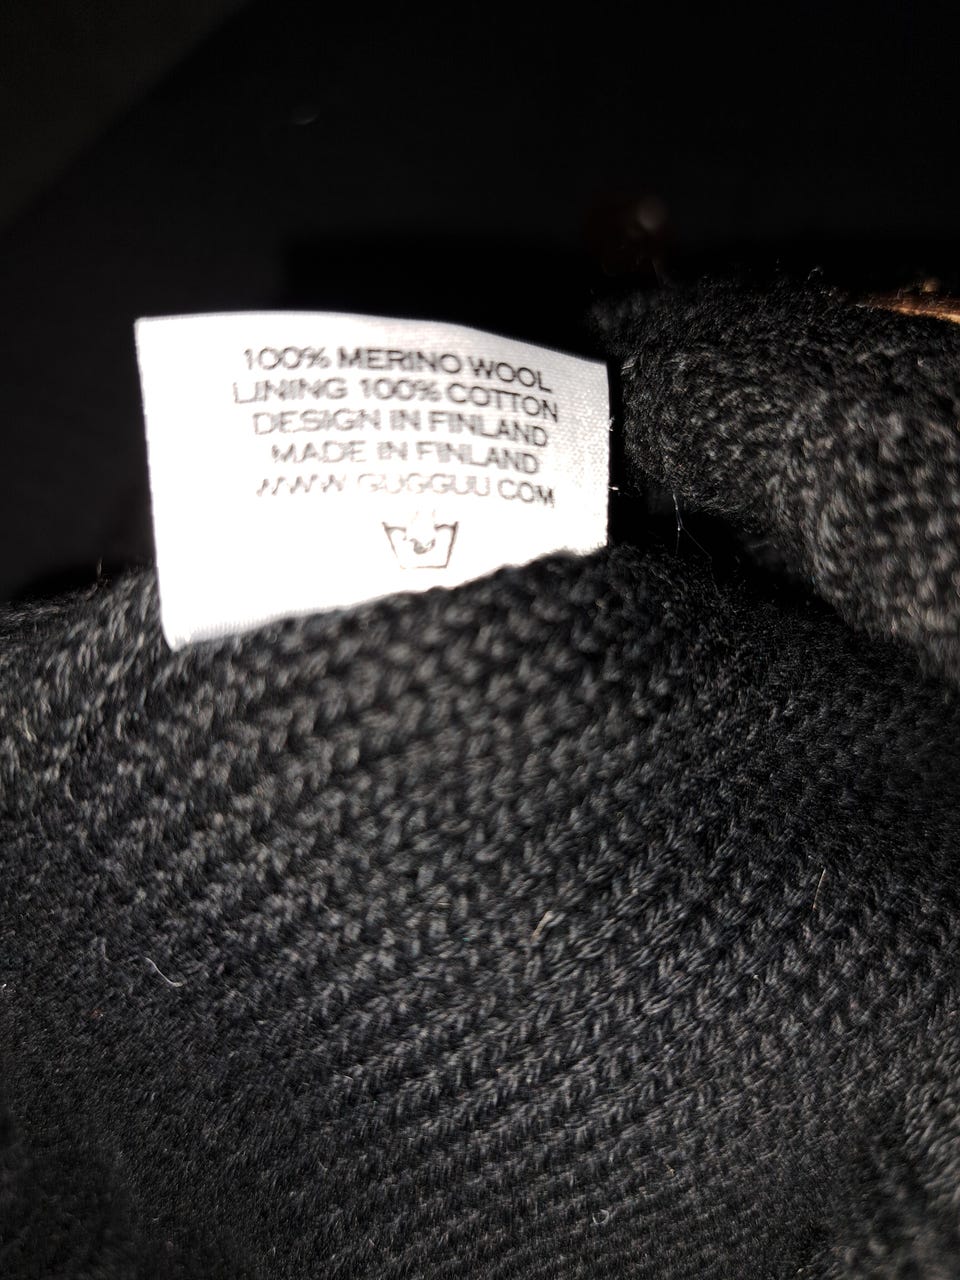 100% MERINO WOOL
LINING 100% COTTON
DESIGN IN FINLAND
MADE IN FINLAND
WWW GUGGUU COM